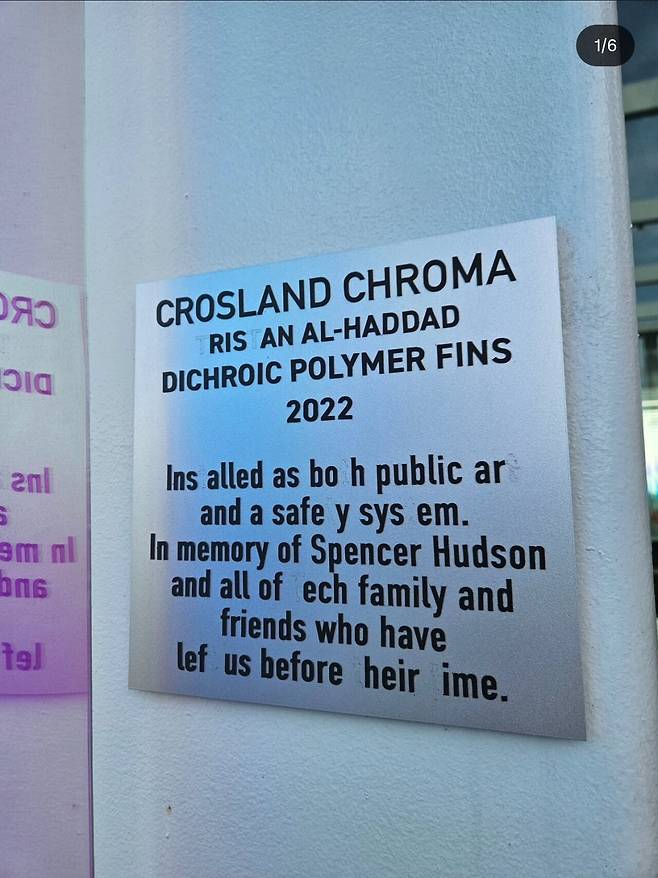 1/6
CROSLAND CHROMA
RIS AN AL-HADDAD
DICHROIC POLYMER FINS
2022
Ins alled as bo h public ar
and a safe y sys em.
In memory of Spencer Hudson
and all of ech family and
friends who have
lef us before heir ime.